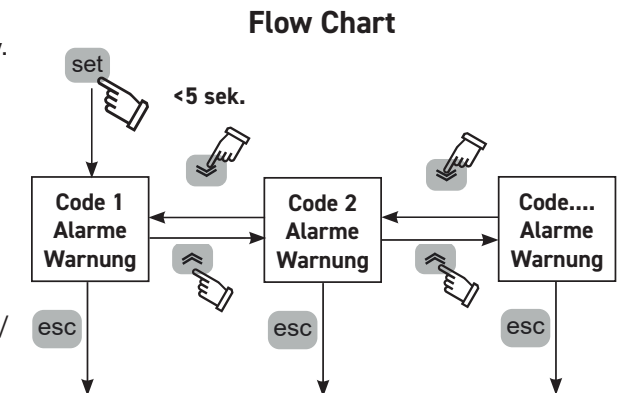 Flow Chart
.
set
<5 sek.
Code 1
Alarme
Warnung
Code 2
Alarme
Warnung
Code....
Alarme
Warnung
/
esc
esc
esc